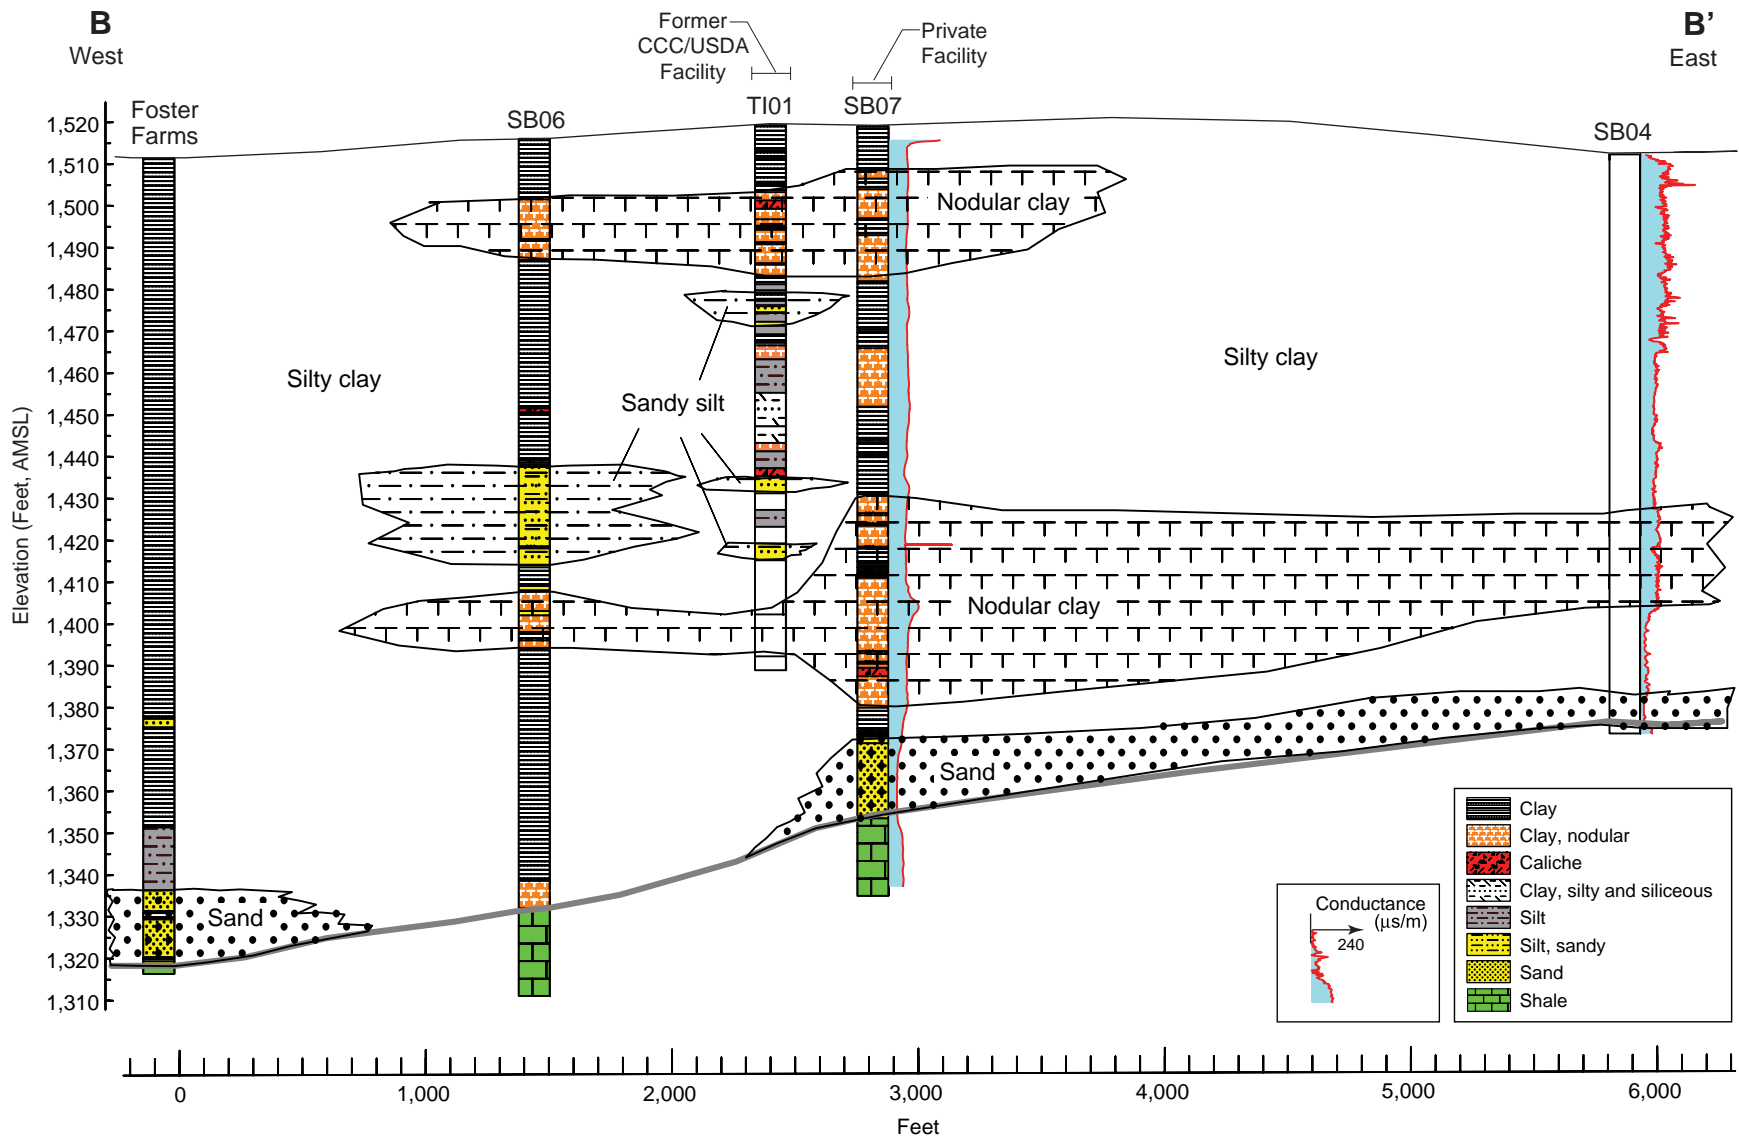 B
West
Former
CCC/USDA
Facility
Private
Facility
B’
East
Foster
Farms
SB06
TI01
SB07
SB04
Elevation (Feet, AMSL)
1,520
1,510
1,500
1,490
1,480
1,470
1,460
1,450
1,440
1,430
1,420
1,410
1,400
1,390
1,380
1,370
1,360
1,350
1,340
1,330
1,320
1,310
Nodular clay
Silty clay
Silty clay
Sandy silt
Nodular clay
Sand
Sand
Conductance
(μs/m)
240
Clay
Clay, nodular
Caliche
Clay, silty and siliceous
Silt
Silt, sandy
Sand
Shale
0
1,000
2,000
3,000
4,000
5,000
6,000
Feet